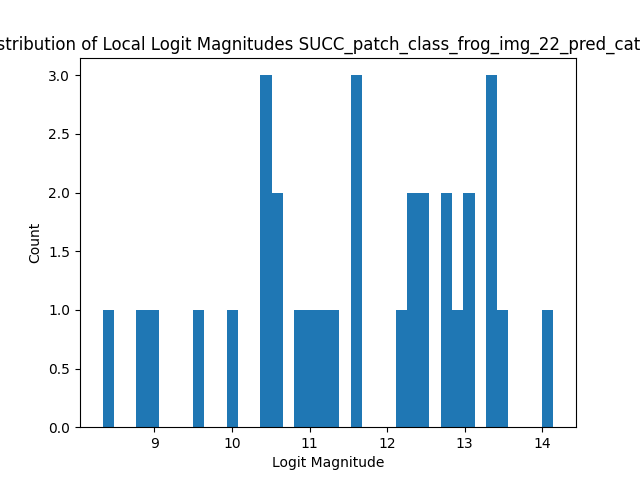 stribution of Local Logit Magnitudes SUCC_patch_class_frog_img_22_pred_cat
3.0
2.5
2.0
1.5
1.0
0.5
0.0
Count
9 10 11 12 13 14
Logit Magnitude